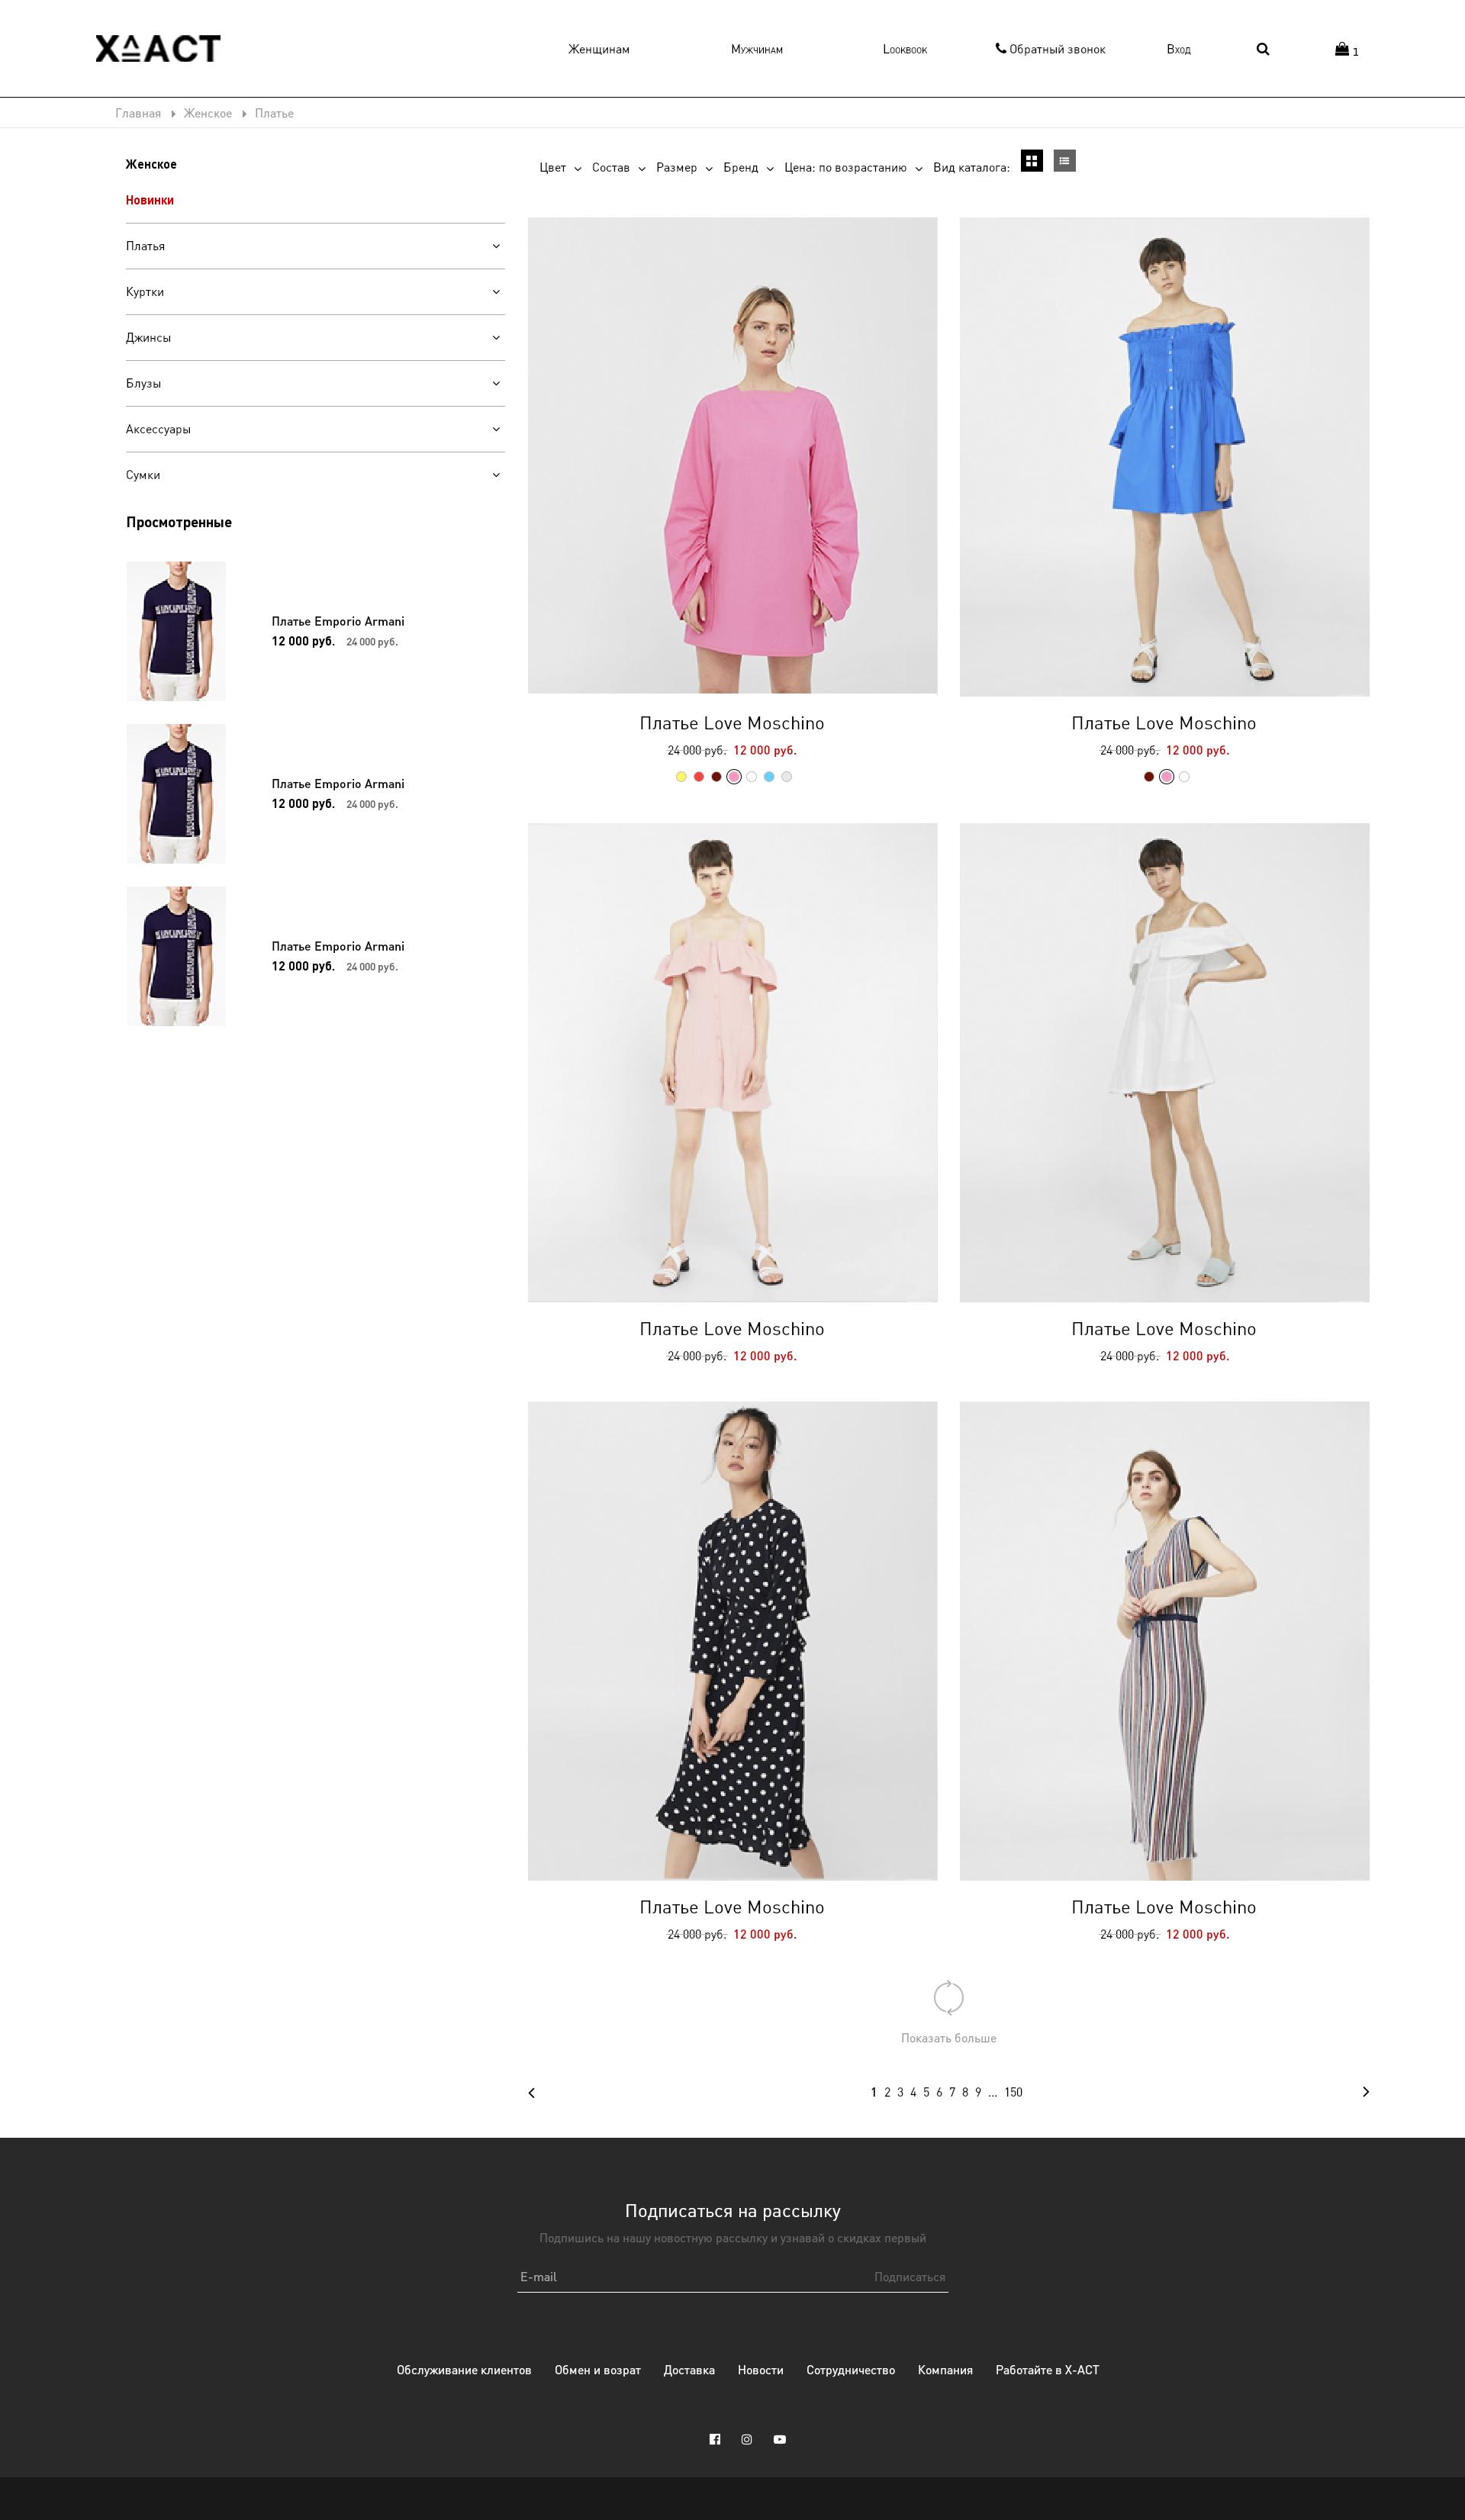 XACT
Женщинам Мужчинам Lookbook Обратный звонок Вход 1
Главная Женское Платье
Женское
Новинки
Платья
Куртки
Джинсы
Блузы
Аксессуары
Сумки
Просмотренные
Платье Emporio Armani
12 000 руб. 24 000 руб.
Платье Emporio Armani
12 000 руб. 24 000 руб.
Платье Emporio Armani
12 000 руб. 24 000 руб.
Цвет Состав Размер Бренд Цена: по возрастанию Вид каталога:
Платье Love Moschino
24 000 руб. 12 000 руб.
Платье Love Moschino
24 000 руб. 12 000 руб.
Платье Love Moschino
24 000 руб. 12 000 руб.
Платье Love Moschino
24 000 руб. 12 000 руб.
Платье Love Moschino
24 000 руб. 12 000 руб.
Платье Love Moschino
24 000 руб. 12 000 руб.
Показать больше
1 2 3 4 5 6 7 8 9 ... 150
Подписаться на рассылку
Подпишись на нашу новостную рассылку и узнавай о скидках первый
E-mail Подписаться
Обслуживание клиентов Обмен и возрат Доставка Новости Сотрудничество Компания Работайте в X-ACT